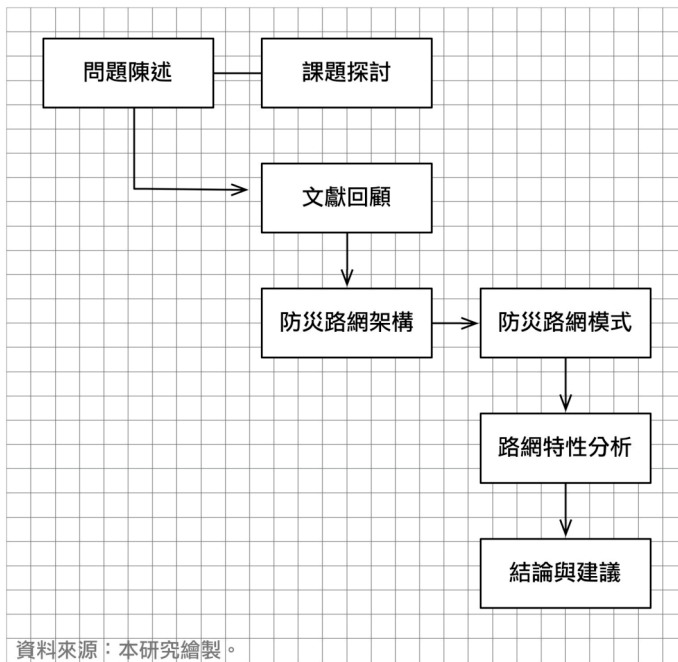 問題陳述
課題探討
文獻回顧
防災路網架構
防災路網模式
路網特性分析
結論與建議
資料來源：本研究繪製。